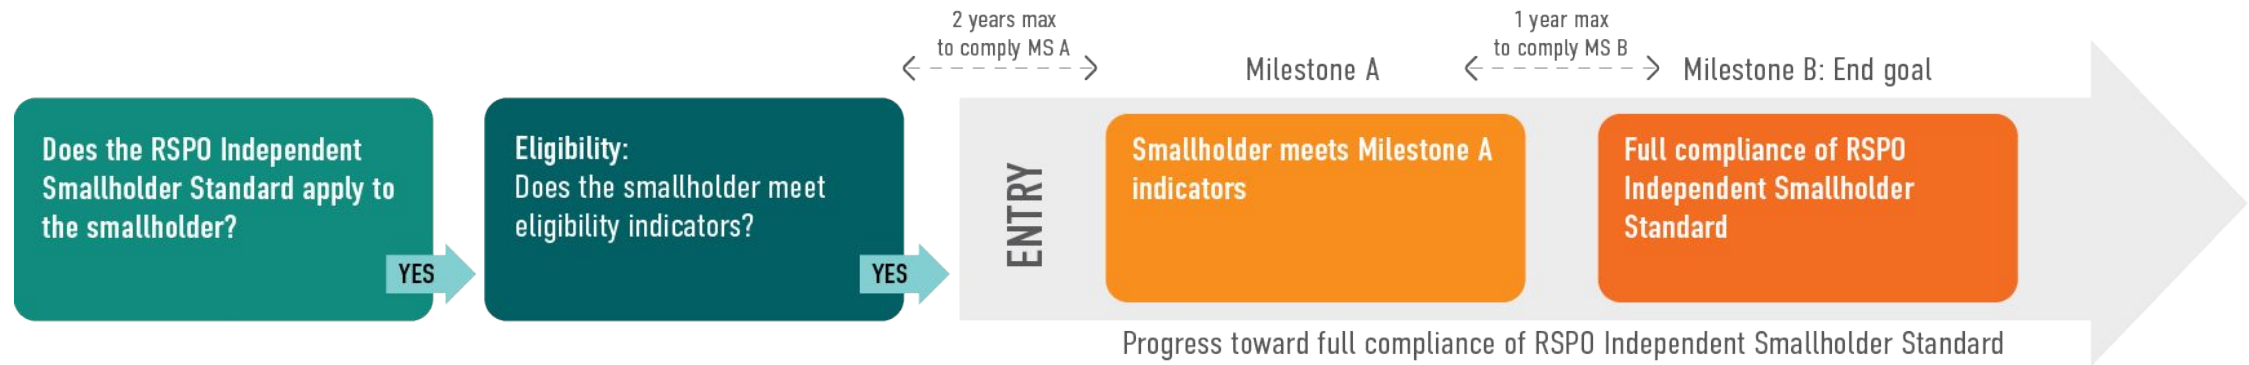 2 years max
to comply MS A
1 year max
to comply MS B
Milestone A
Milestone B: End goal
Does the RSPO Independent
Smallholder Standard apply to
the smallholder?
YES
Eligibility:
Does the smallholder meet
eligibility indicators?
YES
ENTRY
Smallholder meets Milestone A
indicators
Full compliance of RSPO
Independent Smallholder
Standard
Progress toward full compliance of RSPO Independent Smallholder Standard